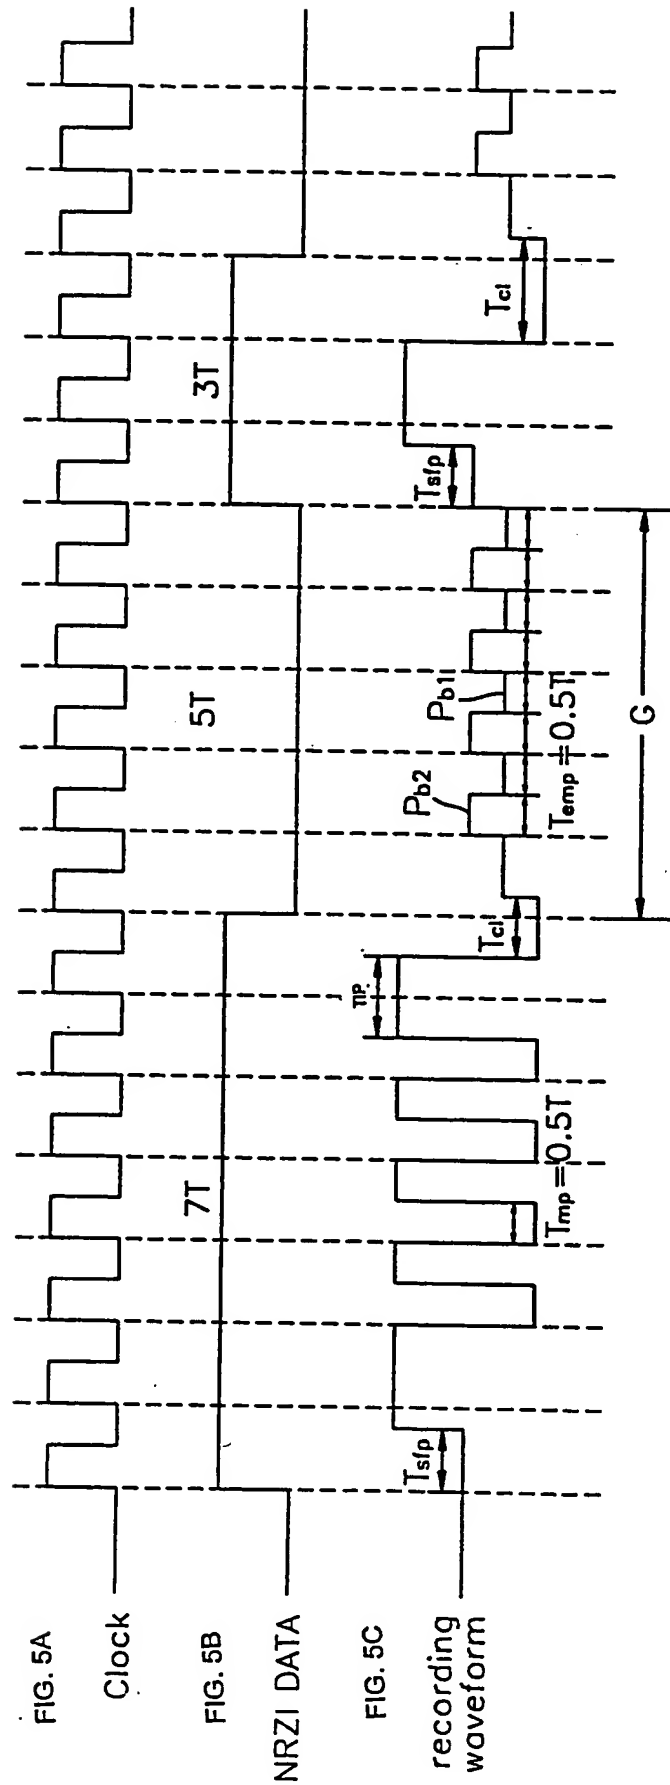 FIG. 5A
Clock
FIG. 5B
NRZI DATA
7T
5T
3T
FIG. 5C
recording
waveform
Tsfp
Tmp=0.5T
Tcl
Pb2
Pb1
Temp=0.5T
Tsfp
Tcl
G